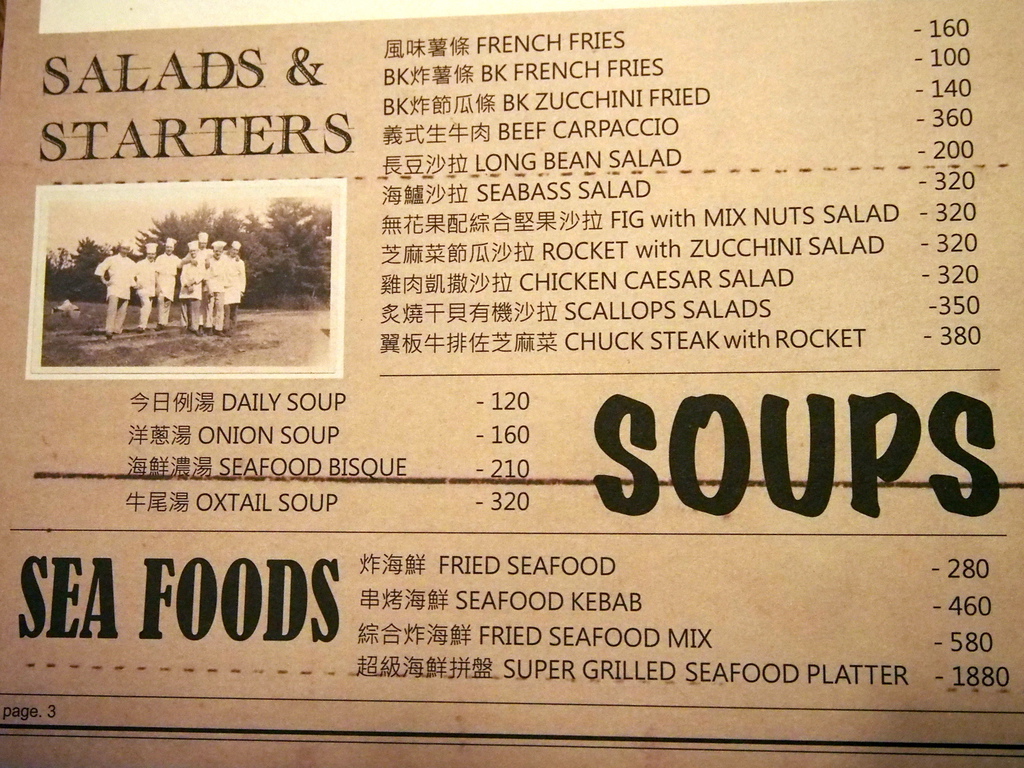 SALADS &
STARTERS
風味薯條 FRENCH FRIES - 160
BK炸薯條 BK FRENCH FRIES - 100
BK炸節瓜條 BK ZUCCHINI FRIED - 140
義式生牛肉 BEEF CARPACCIO - 360
長豆沙拉 LONG BEAN SALAD - 200
海鱸沙拉 SEABASS SALAD - 320
無花果配綜合堅果沙拉 FIG with MIX NUTS SALAD - 320
芝麻菜節瓜沙拉 ROCKET with ZUCCHINI SALAD - 320
雞肉凱撒沙拉 CHICKEN CAESAR SALAD - 320
炙燒干貝有機沙拉 SCALLOPS SALADS -350
翼板牛排佐芝麻菜 CHUCK STEAK with ROCKET - 380
SOUPS
今日例湯 DAILY SOUP - 120
洋蔥湯 ONION SOUP - 160
海鮮濃湯 SEAFOOD BISQUE - 210
牛尾湯 OXTAIL SOUP - 320
SEA FOODS
炸海鮮 FRIED SEAFOOD - 280
串烤海鮮 SEAFOOD KEBAB - 460
綜合炸海鮮 FRIED SEAFOOD MIX - 580
超級海鮮拼盤 SUPER GRILLED SEAFOOD PLATTER - 1880
page. 3